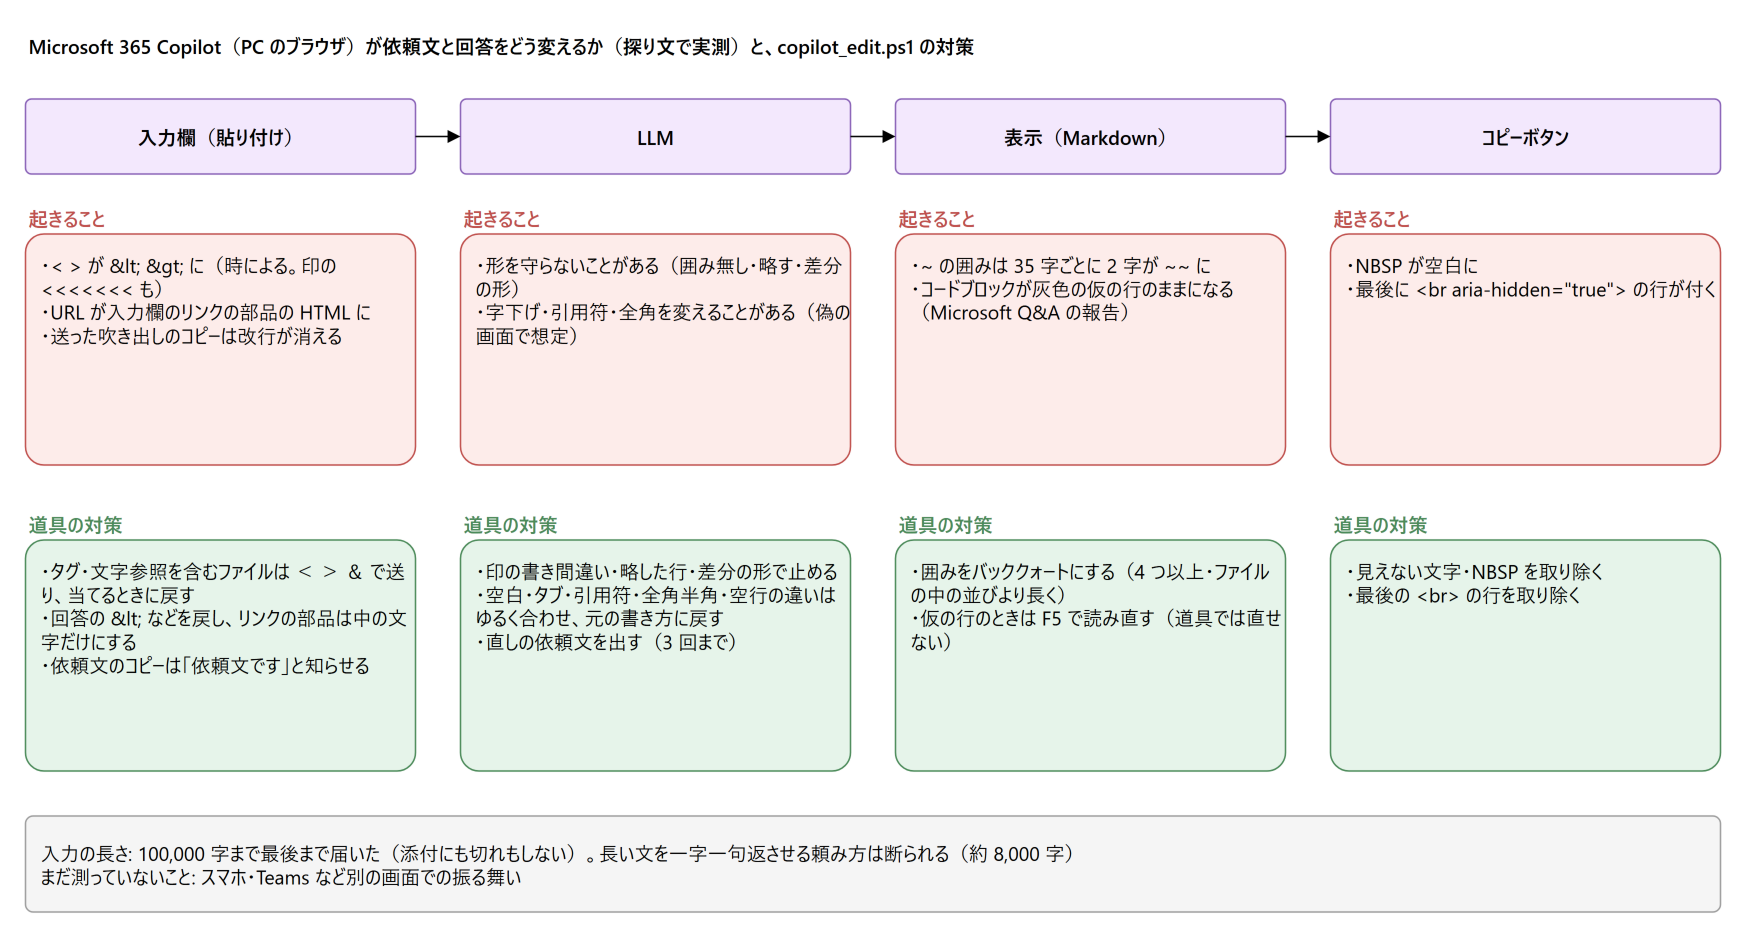 Microsoft 365 Copilot（PC のブラウザ）が依頼文と回答をどう変えるか（探り文で実測）と、copilot_edit.ps1 の対策
入力欄（貼り付け）
LLM
表示（Markdown）
コピーボタン
起きること
・< > が &lt; &gt; に（時による。印の
<<<<<<< も）
・URL が入力欄のリンクの部品の HTML に
・送った吹き出しのコピーは改行が消える
起きること
・形を守らないことがある（囲み無し・略す・差分
の形）
・字下げ・引用符・全角を変えることがある（偽の
画面で想定）
起きること
・~ の囲みは 35 字ごとに 2 字が ~~ に
・コードブロックが灰色の仮の行のままになる
（Microsoft Q&A の報告）
起きること
・NBSP が空白に
・最後に <br aria-hidden="true"> の行が付く
道具の対策
・タグ・文字参照を含むファイルは ＜ ＞ ＆ で送
り、当てるときに戻す
・回答の &lt; などを戻し、リンクの部品は中の文
字だけにする
・依頼文のコピーは「依頼文です」と知らせる
道具の対策
・印の書き間違い・略した行・差分の形で止める
・空白・タブ・引用符・全角半角・空行の違いは
ゆるく合わせ、元の書き方に戻す
・直しの依頼文を出す（3 回まで）
道具の対策
・囲みをバッククォートにする（4 つ以上・ファイル
の中の並びより長く）
・仮の行のときは F5 で読み直す（道具では直せ
ない）
道具の対策
・見えない文字・NBSP を取り除く
・最後の <br> の行を取り除く
入力の長さ: 100,000 字まで最後まで届いた（添付にも切れもしない）。長い文を一字一句返させる頼み方は断られる（約 8,000 字）
まだ測っていないこと: スマホ・Teams など別の画面での振る舞い